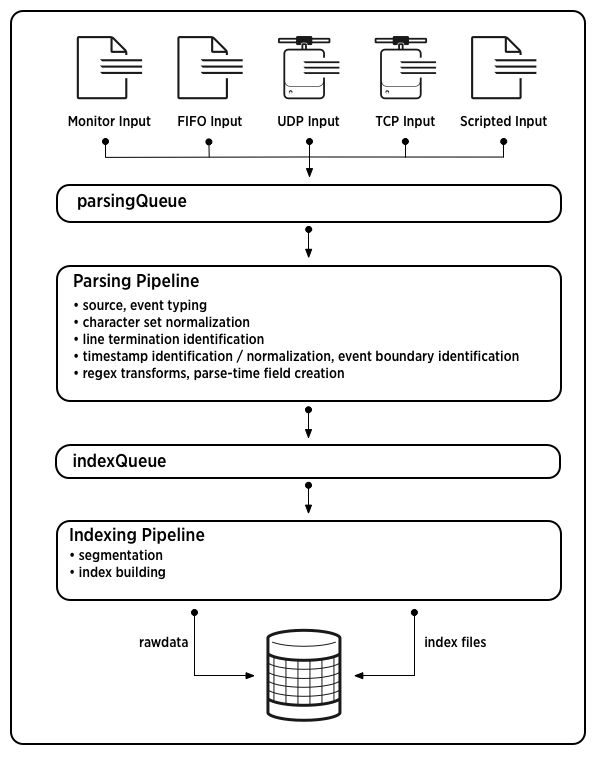 Monitor Input
FIFO Input
UDP Input
TCP Input
Scripted Input
parsingQueue
Parsing Pipeline
• source, event typing
• character set normalization
• line termination identification
• timestamp identification / normalization, event boundary identification
• regex transforms, parse-time field creation
indexQueue
Indexing Pipeline
• segmentation
• index building
rawdata
index files